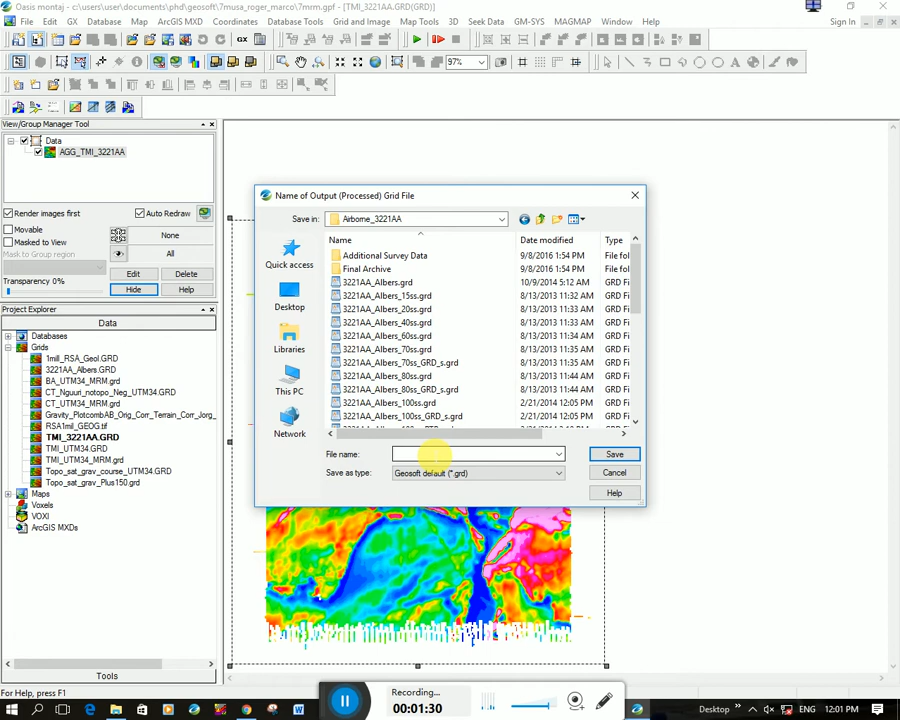 Oasis montaj - c:\users\user\documents\phd\geosoft\7musa_roger_marco\7mrm.gpf - [TMI_3221AA.GRD(GRD)]
File Edit GX Database Map ArcGIS MXD Coordinates Database Tools Grid and Image Map Tools 3D Seek Data GM-SYS MAGMAP Window Help Sign In
GX
97%
View/Group Manager Tool
Data
AGG_TMI_3221AA
Render images first Auto Redraw
Movable None
Masked to View
Mask to Group region All
Transparency 0% Edit Delete
Hide Help
Project Explorer
Data
Databases
Grids
1mill_RSA_Geol.GRD
3221AA_Albers.GRD
BA_UTM34_MRM.grd
CT_Nguuri_notopo_Neg_UTM34.GRD
CT_UTM34_MRM.grd
Gravity_PlotcombAB_Orig_Corr_Terrain_Corr_Jorg_
RSA1mil_GEOG.tif
TMI_3221AA.GRD
TMI_UTM34.GRD
TMI_UTM34_MRM.grd
Topo_sat_grav_course_UTM34.GRD
Topo_sat_grav_Plus150.grd
Maps
Voxels
VOXI
ArcGIS MXDs
Tools
For Help, press F1
Name of Output (Processed) Grid File
Save in: Airborne_3221AA
Quick access
Desktop
Libraries
This PC
Network
Name Date modified Type
Additional Survey Data 9/8/2016 1:54 PM File fol
Final Archive 9/8/2016 1:54 PM File fol
3221AA_Albers.grd 10/9/2014 5:12 AM GRD Fi
3221AA_Albers_15ss.grd 8/13/2013 11:32 AM GRD Fi
3221AA_Albers_20ss.grd 8/13/2013 11:33 AM GRD Fi
3221AA_Albers_40ss.grd 8/13/2013 11:33 AM GRD Fi
3221AA_Albers_60ss.grd 8/13/2013 11:34 AM GRD Fi
3221AA_Albers_70ss.grd 8/13/2013 11:35 AM GRD Fi
3221AA_Albers_70ss_GRD_s.grd 8/13/2013 11:35 AM GRD Fi
3221AA_Albers_80ss.grd 8/13/2013 11:44 AM GRD Fi
3221AA_Albers_80ss_GRD_s.grd 8/13/2013 11:44 AM GRD Fi
3221AA_Albers_100ss.grd 2/21/2014 12:05 PM GRD Fi
3221AA_Albers_100ss_GRD_s.grd 2/21/2014 12:05 PM GRD Fi
File name: Save
Save as type: Geosoft default (*.grd) Cancel
Help
Recording...
00:01:30
Desktop ENG 12:01 PM